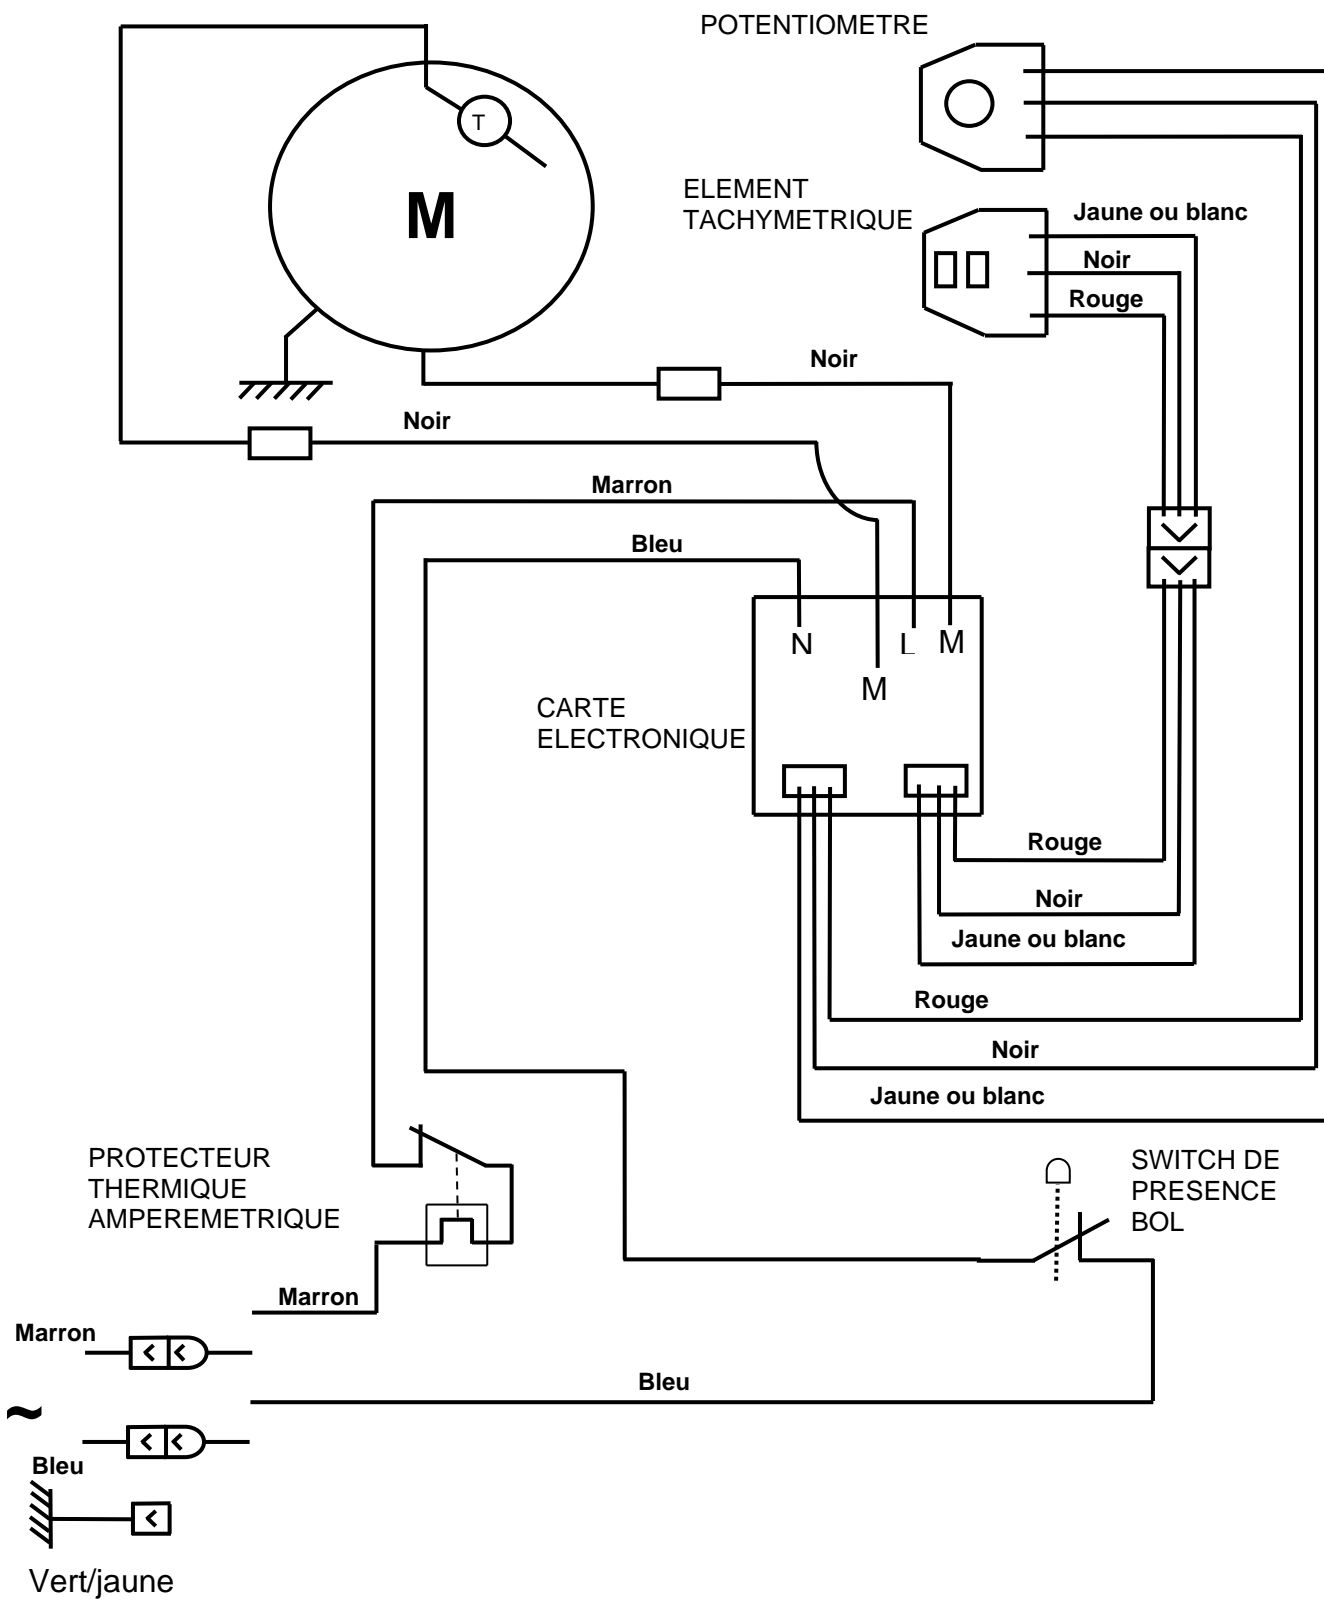 POTENTIOMETRE
T
M
ELEMENT
TACHYMETRIQUE
Jaune ou blanc
Noir
Rouge
Noir
Noir
Marron
Bleu
N
L
M
M
CARTE
ELECTRONIQUE
Rouge
Noir
Jaune ou blanc
Rouge
Noir
Jaune ou blanc
PROTECTEUR
THERMIQUE
AMPEREMETRIQUE
SWITCH DE
PRESENCE
BOL
Marron
Marron
Bleu
~
Bleu
Vert/jaune